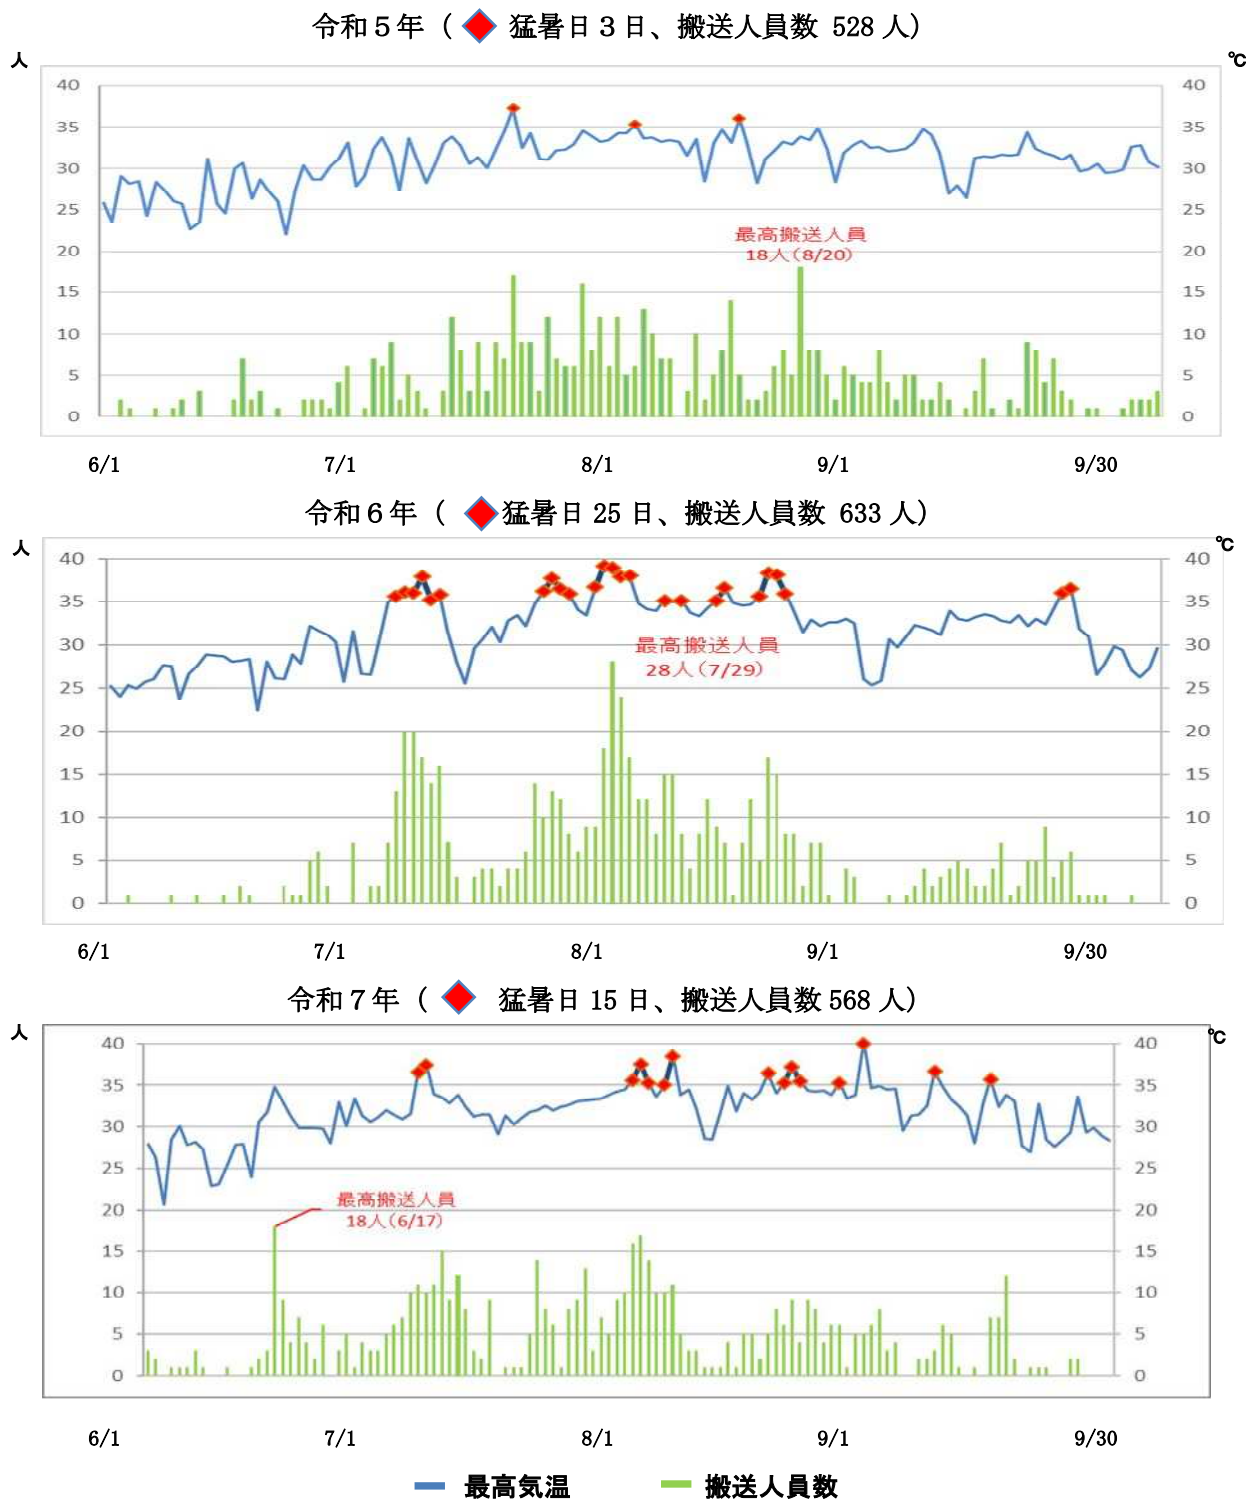 令和５年（ 猛暑日３日、搬送人員数 528 人）
人 ℃
40 40
35 35
30 30
25 25
最高搬送人員
18人（8/20）
20 20
15 15
10 10
5 5
0 0
6/1 7/1 8/1 9/1 9/30
令和６年（ 猛暑日 25 日、搬送人員数 633 人）
人 ℃
40 40
35 35
30 30
最高搬送人員
28人（7/29）
25 25
20 20
15 15
10 10
5 5
0 0
6/1 7/1 8/1 9/1 9/30
令和７年（ 猛暑日 15 日、搬送人員数 568 人）
人 ℃
40 40
35 35
30 30
25 25
最高搬送人員
20 20
18人（6/17）
15 15
10 10
5 5
0 0
6/1 7/1 8/1 9/1 9/30
最高気温 搬送人員数